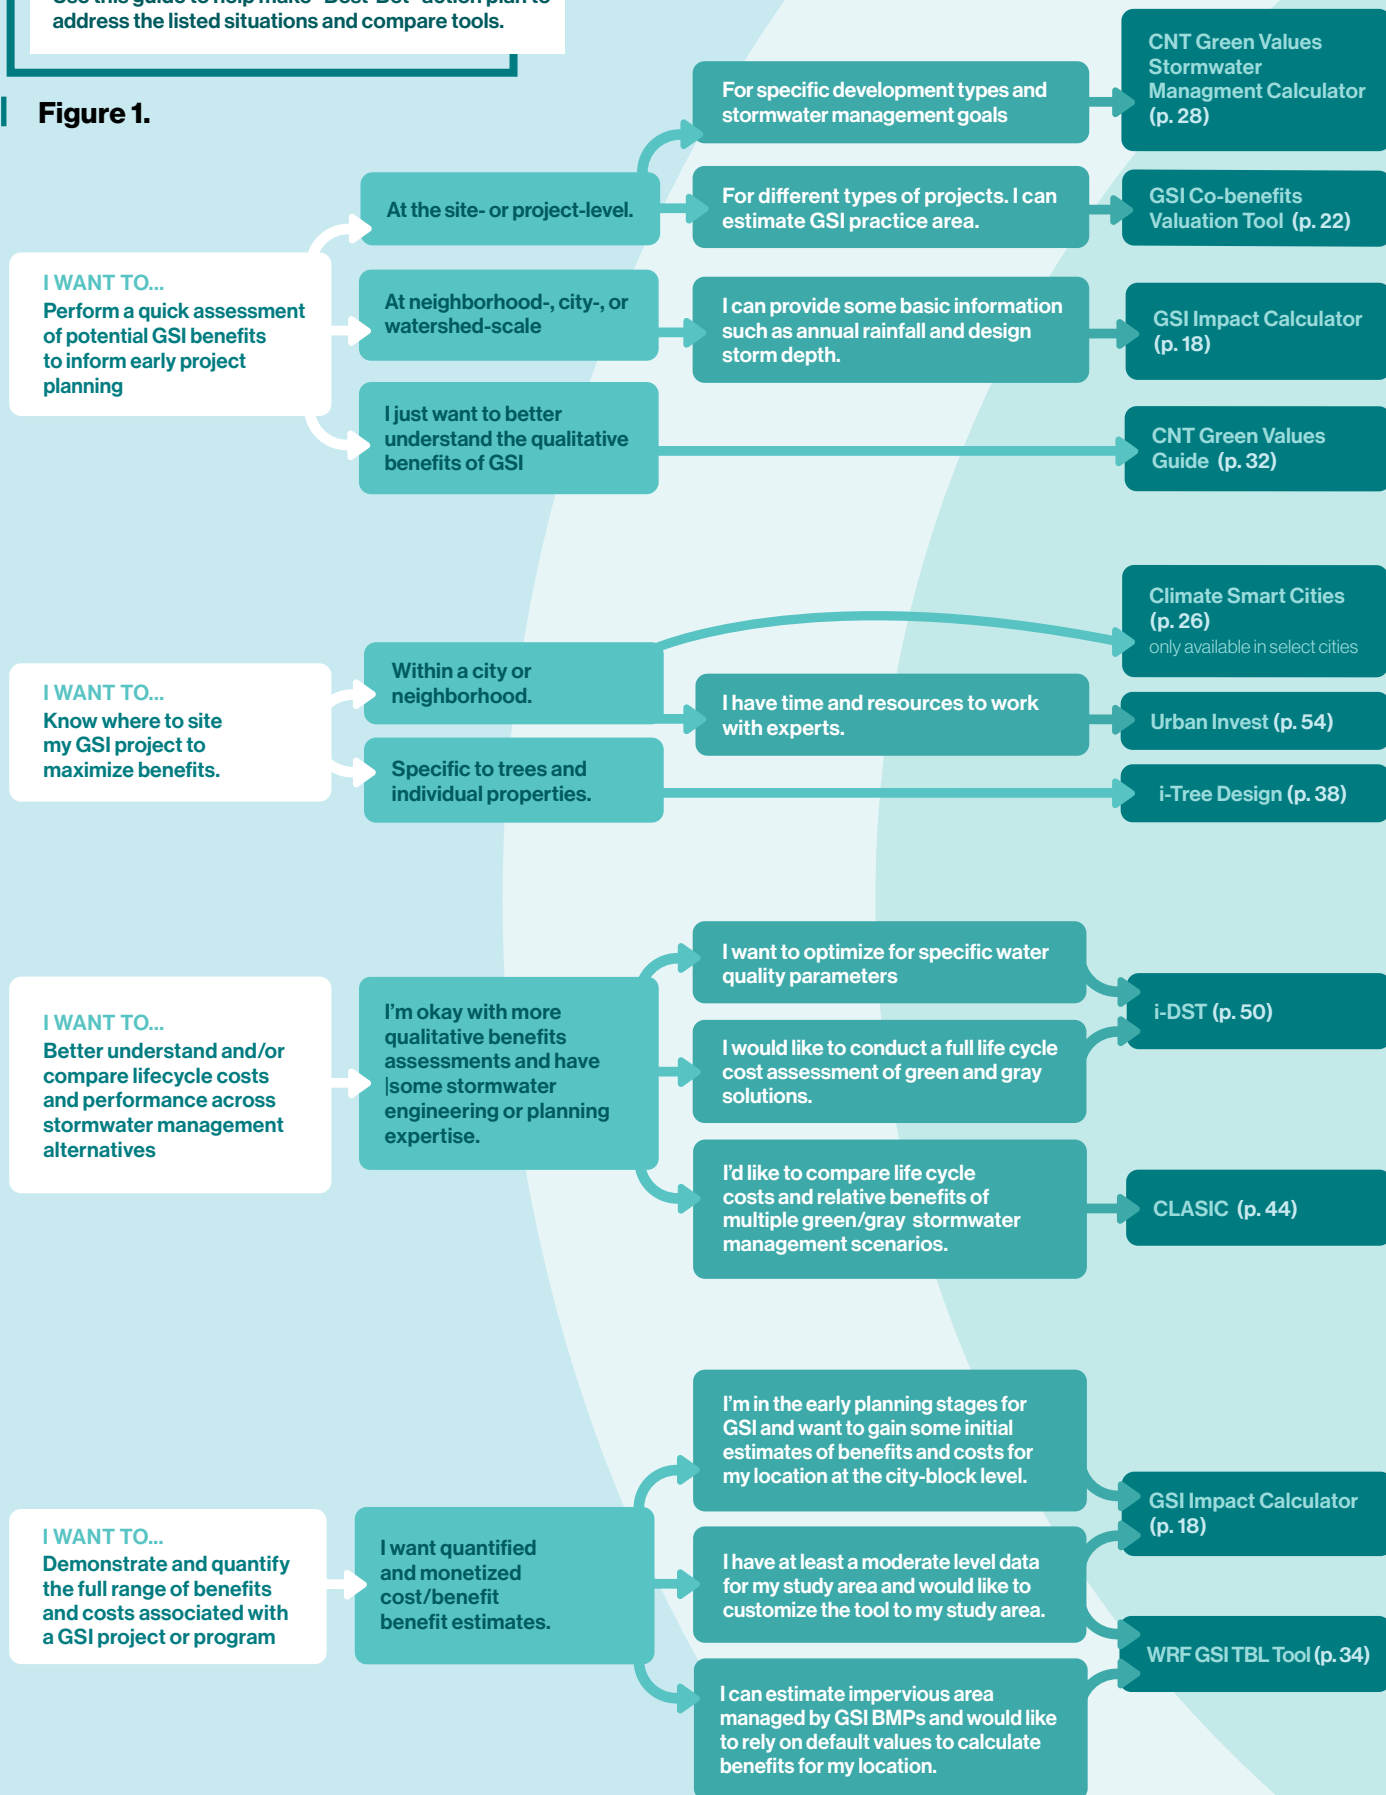 address the listed situations and compare tools.
Figure 1.
I WANT TO...
Perform a quick assessment
of potential GSI benefits
to inform early project
planning
At the site- or project-level.
For specific development types and
stormwater management goals
CNT Green Values
Stormwater
Managment Calculator
(p. 28)
For different types of projects. I can
estimate GSI practice area.
GSI Co-benefits
Valuation Tool (p. 22)
At neighborhood-, city-, or
watershed-scale
I can provide some basic information
such as annual rainfall and design
storm depth.
GSI Impact Calculator
(p. 18)
I just want to better
understand the qualitative
benefits of GSI
CNT Green Values
Guide (p. 32)
I WANT TO...
Know where to site
my GSI project to
maximize benefits.
Within a city or
neighborhood.
Climate Smart Cities
(p. 26)
only available in select cities
I have time and resources to work
with experts.
Urban Invest (p. 54)
Specific to trees and
individual properties.
i-Tree Design (p. 38)
I WANT TO...
Better understand and/or
compare lifecycle costs
and performance across
stormwater management
alternatives
I'm okay with more
qualitative benefits
assessments and have
|some stormwater
engineering or planning
expertise.
I want to optimize for specific water
quality parameters
I would like to conduct a full life cycle
cost assessment of green and gray
solutions.
i-DST (p. 50)
I'd like to compare life cycle
costs and relative benefits of
multiple green/gray stormwater
management scenarios.
CLASIC (p. 44)
I WANT TO...
Demonstrate and quantify
the full range of benefits
and costs associated with
a GSI project or program
I want quantified
and monetized
cost/benefit
benefit estimates.
I'm in the early planning stages for
GSI and want to gain some initial
estimates of benefits and costs for
my location at the city-block level.
GSI Impact Calculator
(p. 18)
I have at least a moderate level data
for my study area and would like to
customize the tool to my study area.
WRF GSI TBL Tool (p. 34)
I can estimate impervious area
managed by GSI BMPs and would like
to rely on default values to calculate
benefits for my location.